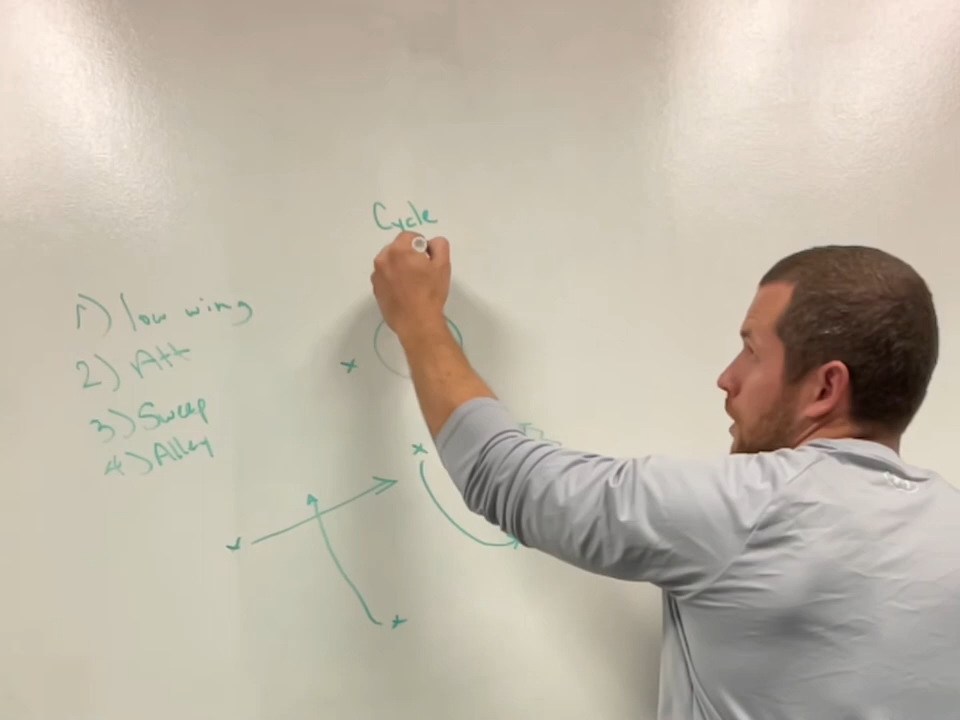 Cycle
1) low wing
2) Att
3) Sweep
4) Alley